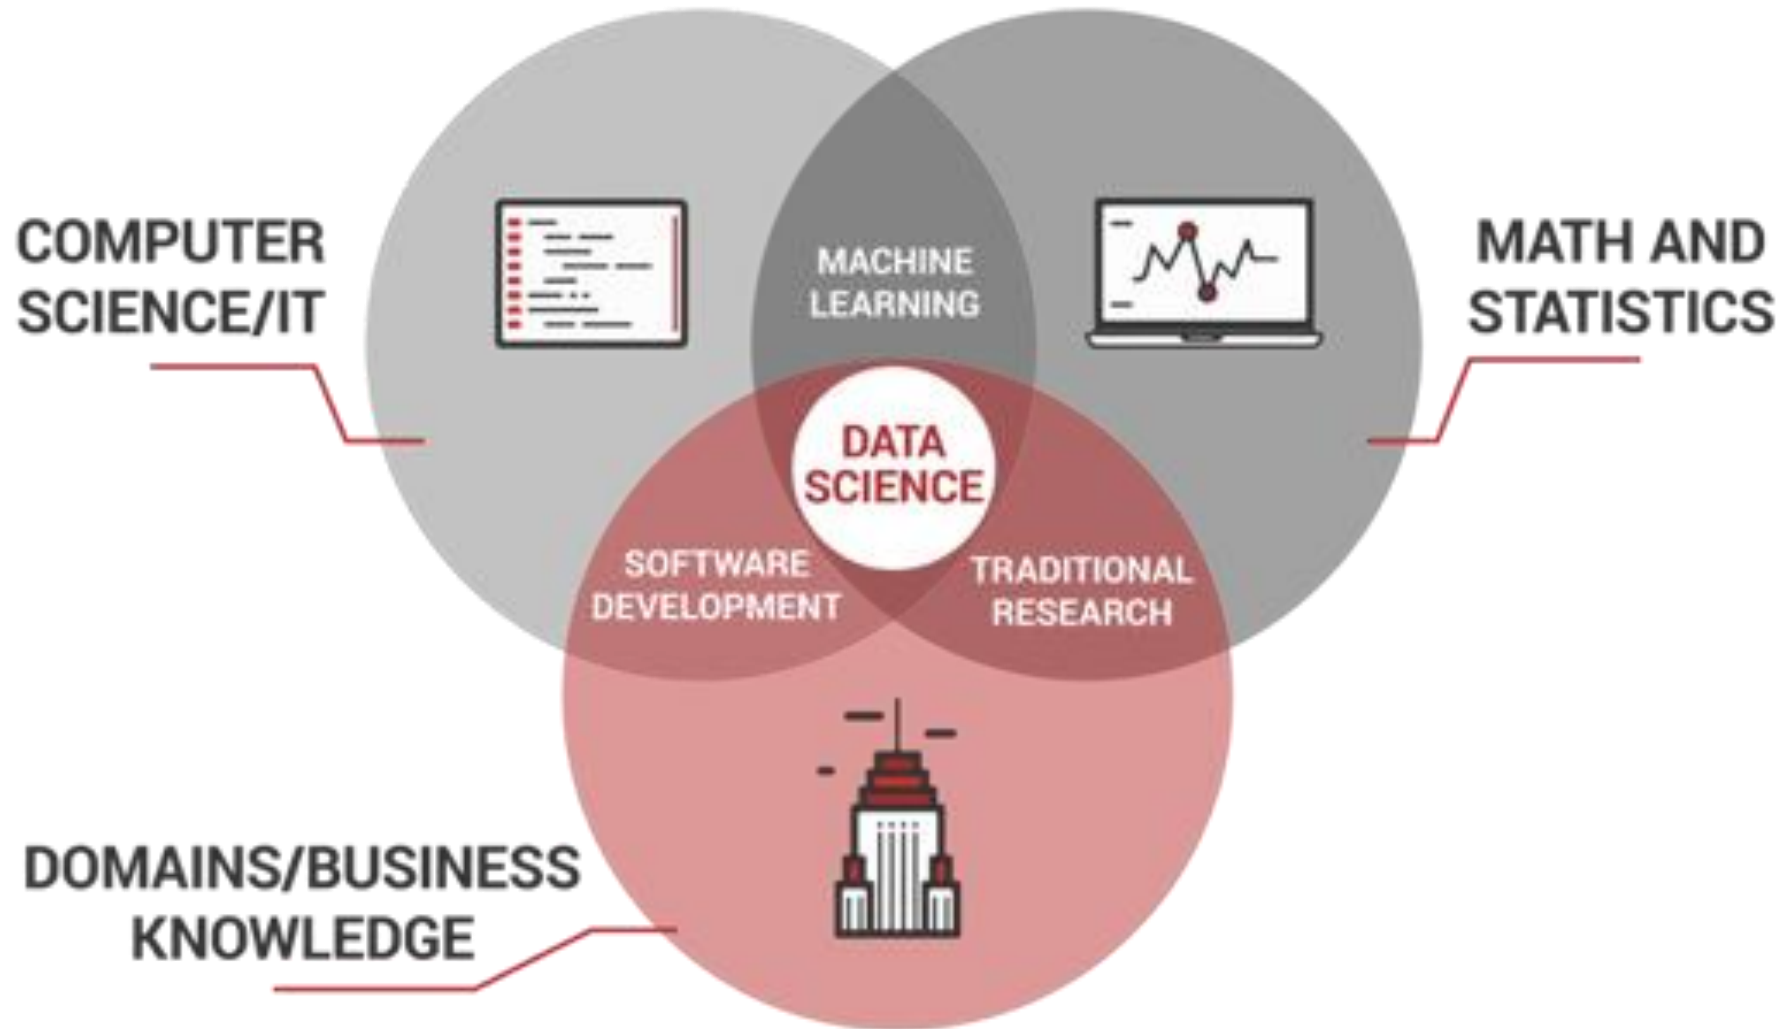 COMPUTER
SCIENCE/IT
MACHINE
LEARNING
MATH AND
STATISTICS
DATA
SCIENCE
SOFTWARE
DEVELOPMENT
TRADITIONAL
RESEARCH
DOMAINS/BUSINESS
KNOWLEDGE